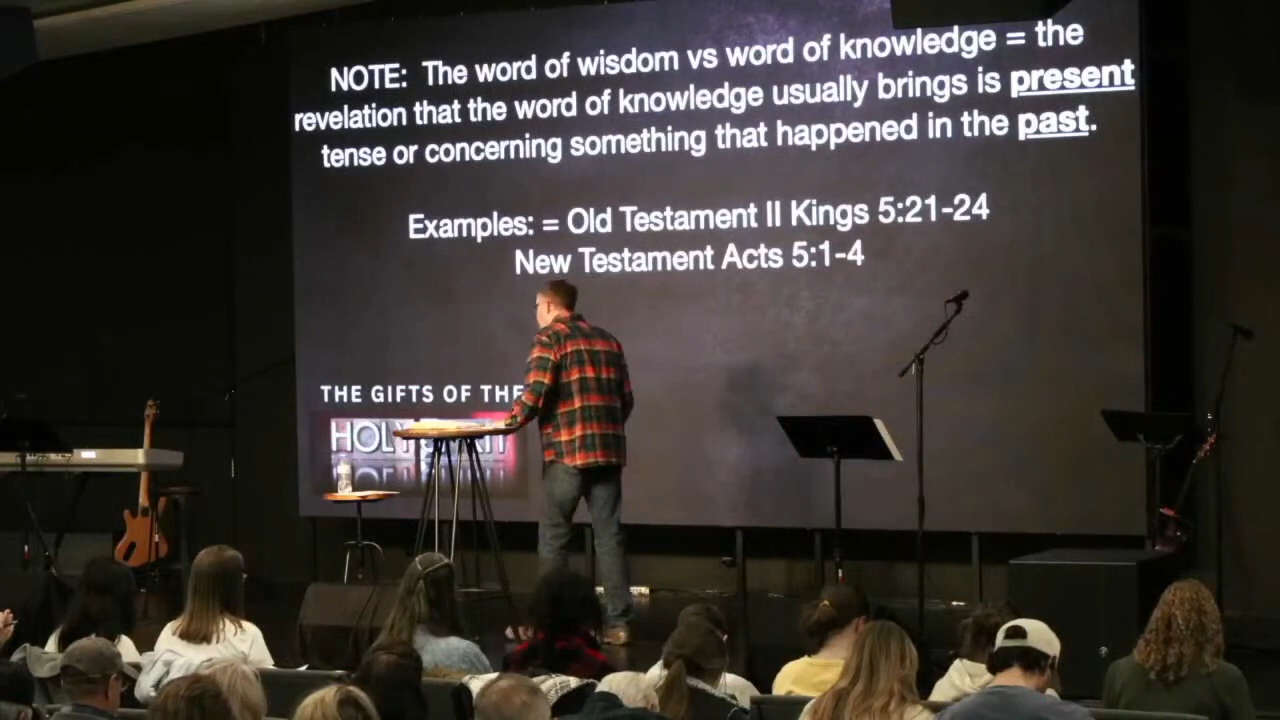 NOTE:  The word of wisdom vs word of knowledge = the
revelation that the word of knowledge usually brings is present
tense or concerning something that happened in the past.
Examples: = Old Testament II Kings 5:21-24
New Testament Acts 5:1-4
THE GIFTS OF THE
HOLY